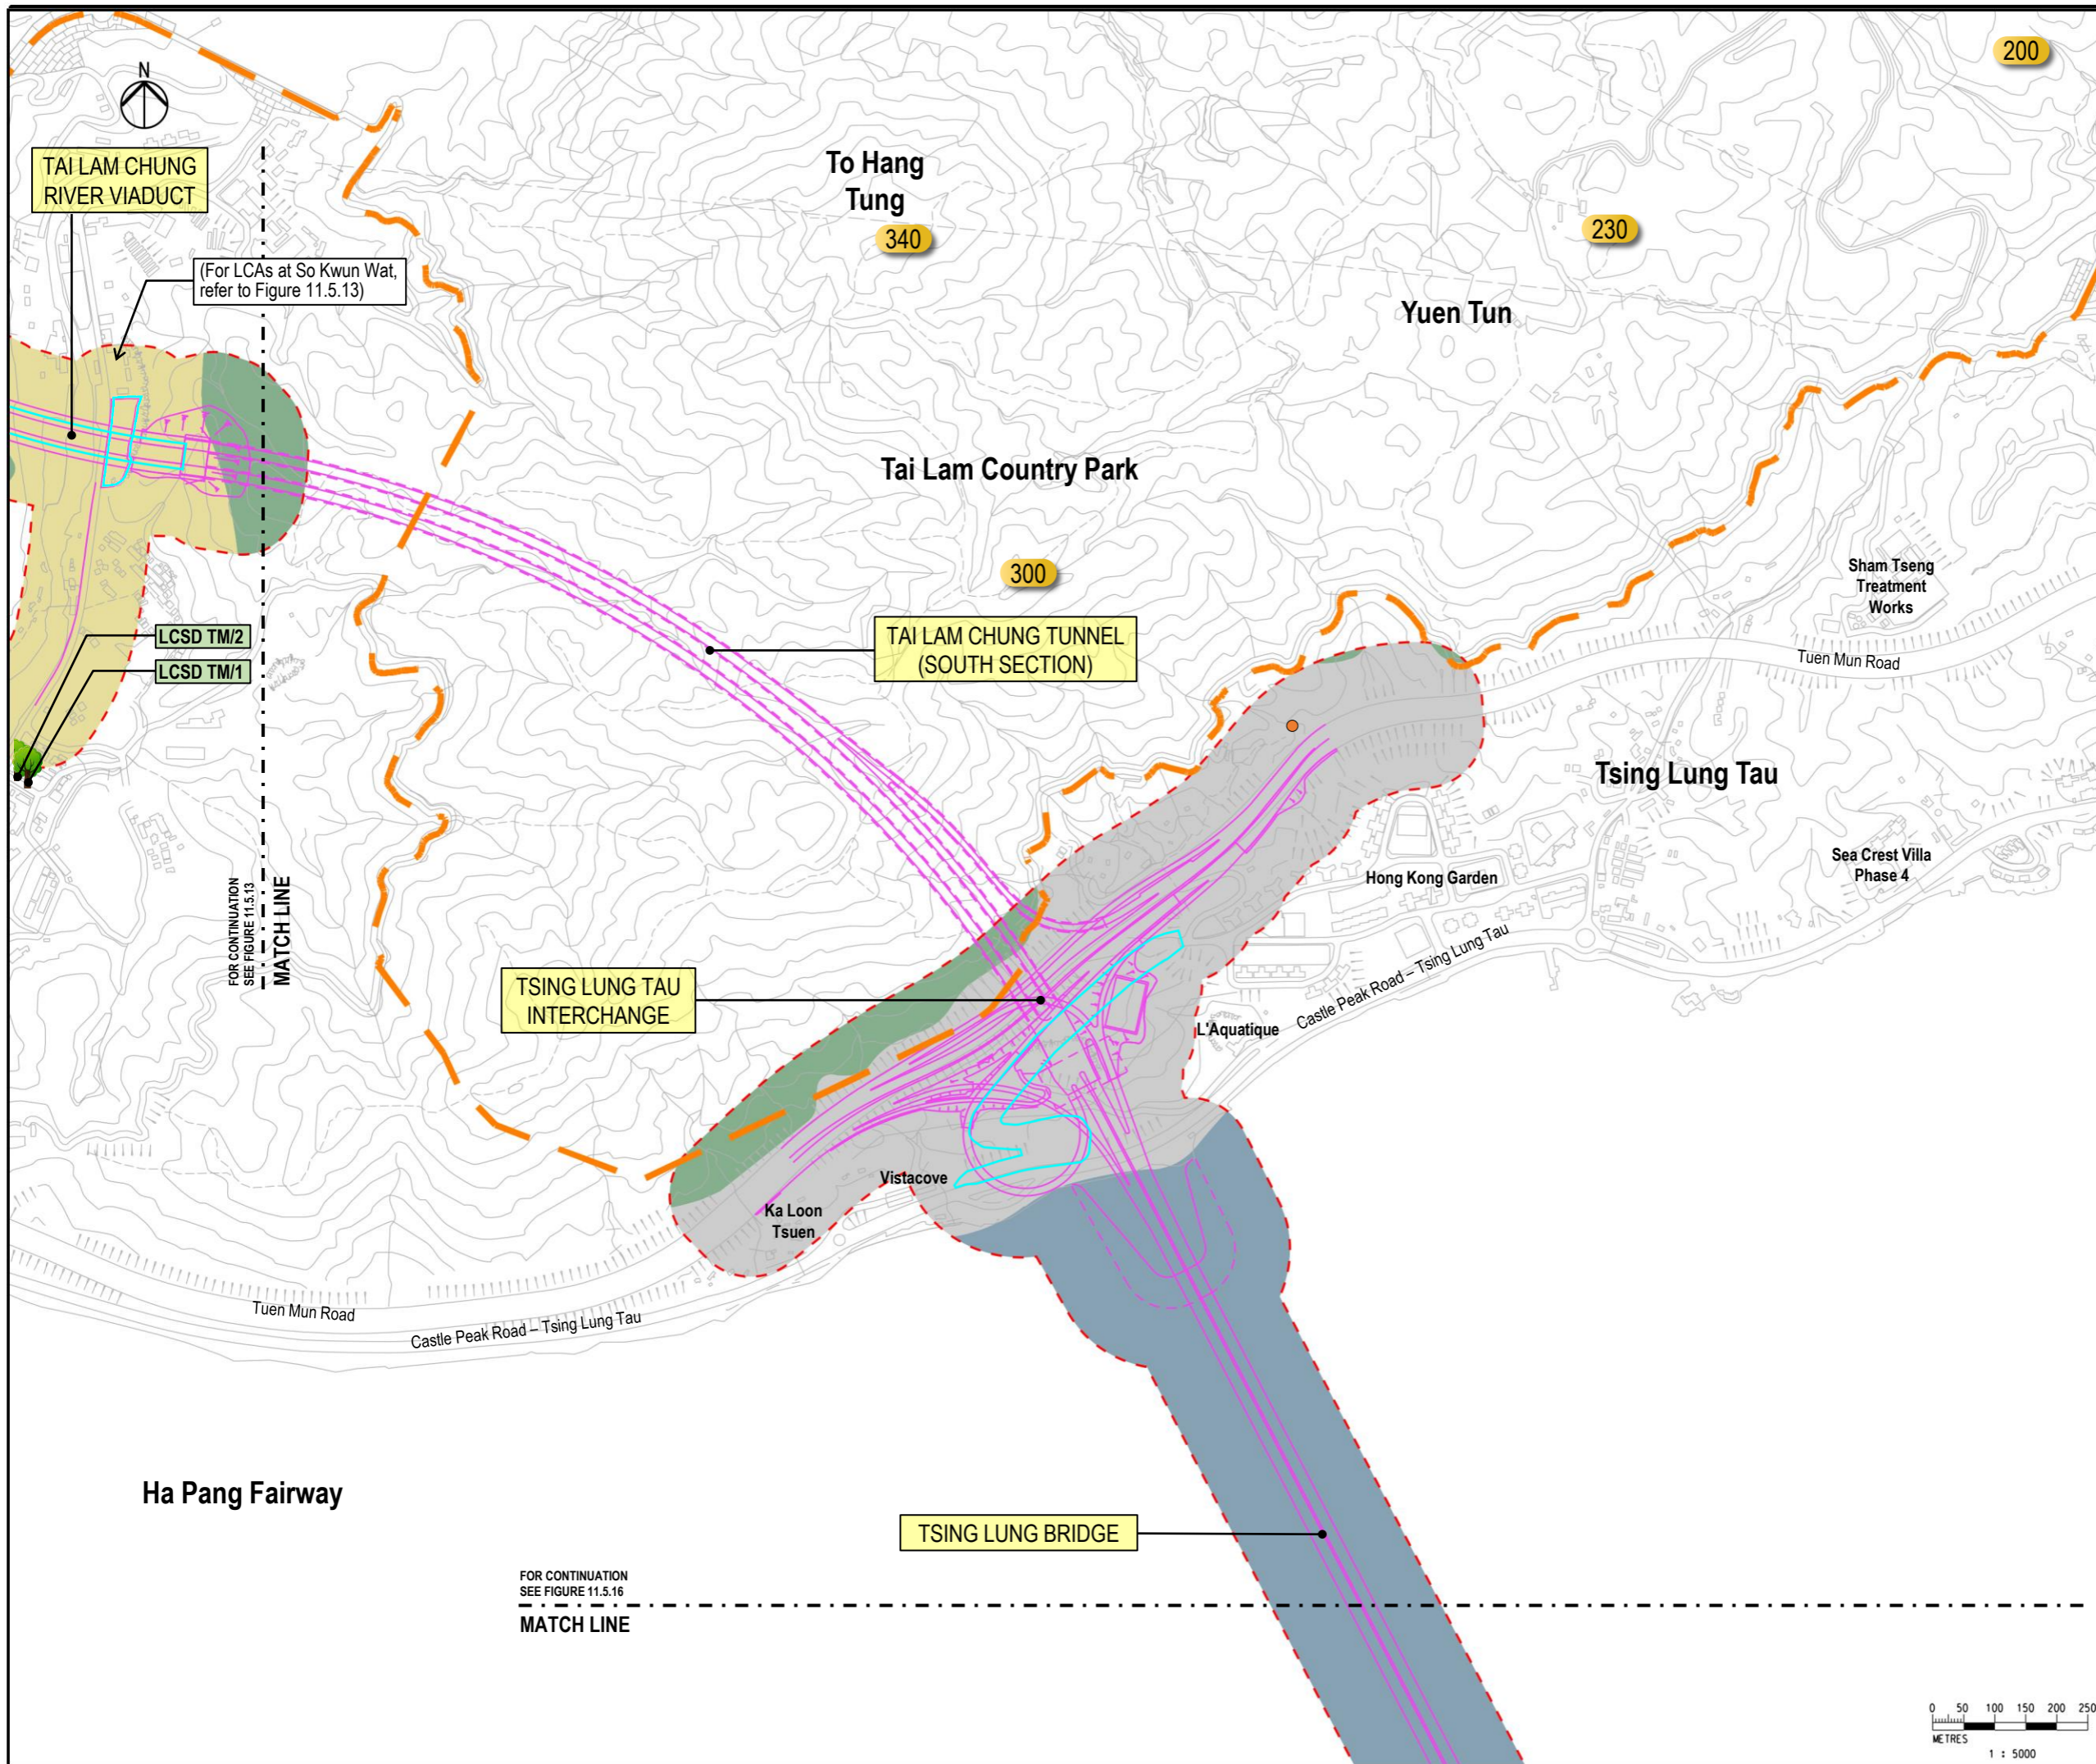 200
N
TAI LAM CHUNG
RIVER VIADUCT
To Hang
Tung
340
230
(For LCAs at So Kwun Wat,
refer to Figure 11.5.13)
Yuen Tun
Tai Lam Country Park
300
Sham Tseng
Treatment
Works
LCSD TM/2
LCSD TM/1
TAI LAM CHUNG TUNNEL
(SOUTH SECTION)
Tuen Mun Road
Tsing Lung Tau
Sea Crest Villa
Phase 4
Hong Kong Garden
FOR CONTINUATION
SEE FIGURE 11.5.13
MATCH LINE
Castle Peak Road – Tsing Lung Tau
TSING LUNG TAU
INTERCHANGE
L'Aquatique
Vistacove
Ka Loon
Tsuen
Tuen Mun Road
Castle Peak Road – Tsing Lung Tau
Ha Pang Fairway
TSING LUNG BRIDGE
FOR CONTINUATION
SEE FIGURE 11.5.16
MATCH LINE
0 50 100 150 200 250
METRES
1 : 5000